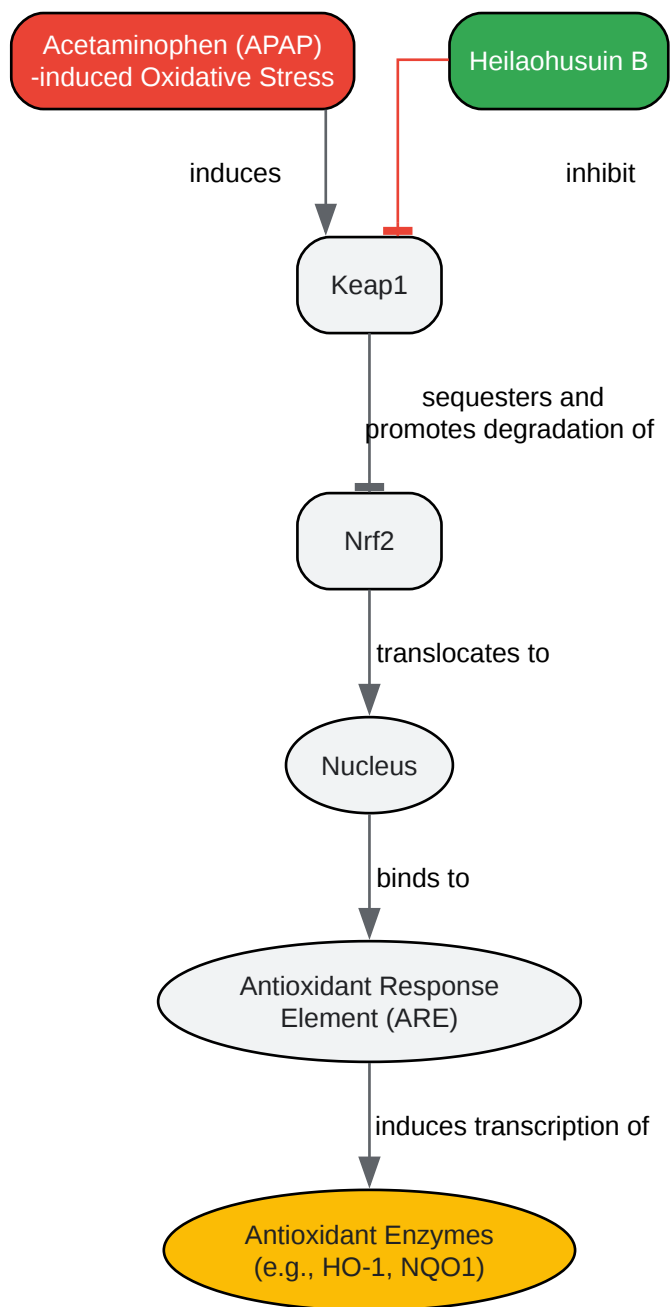 Acetaminophen (APAP)
-induced Oxidative Stress
Heilaohusuin B
induces
inhibit
Keap1
sequesters and
promotes degradation of
Nrf2
translocates to
Nucleus
binds to
Antioxidant Response
Element (ARE)
induces transcription of
Antioxidant Enzymes
(e.g., HO-1, NQO1)